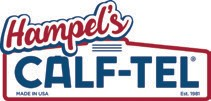 Hampel's
CALF-TEL®
MADE IN USA Est. 1981